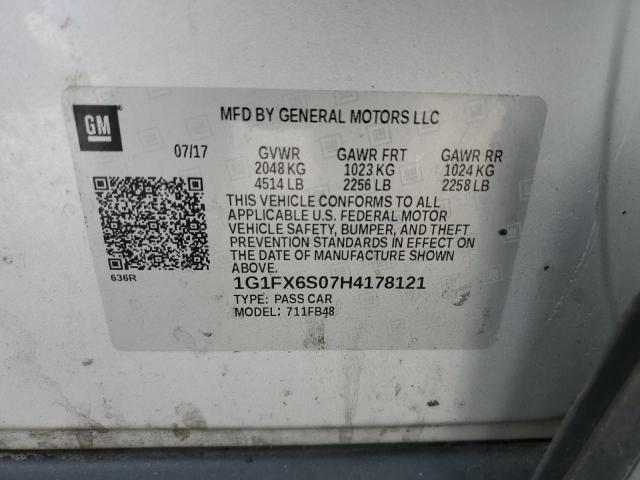 GM
MFD BY GENERAL MOTORS LLC
07/17 GVWR GAWR FRT GAWR RR
2048 KG 1023 KG 1024 KG
4514 LB 2256 LB 2258 LB
THIS VEHICLE CONFORMS TO ALL
APPLICABLE U.S. FEDERAL MOTOR
VEHICLE SAFETY, BUMPER, AND THEFT
PREVENTION STANDARDS IN EFFECT ON
THE DATE OF MANUFACTURE SHOWN
ABOVE.
636R
1G1FX6S07H4178121
TYPE: PASS CAR
MODEL: 711FB48